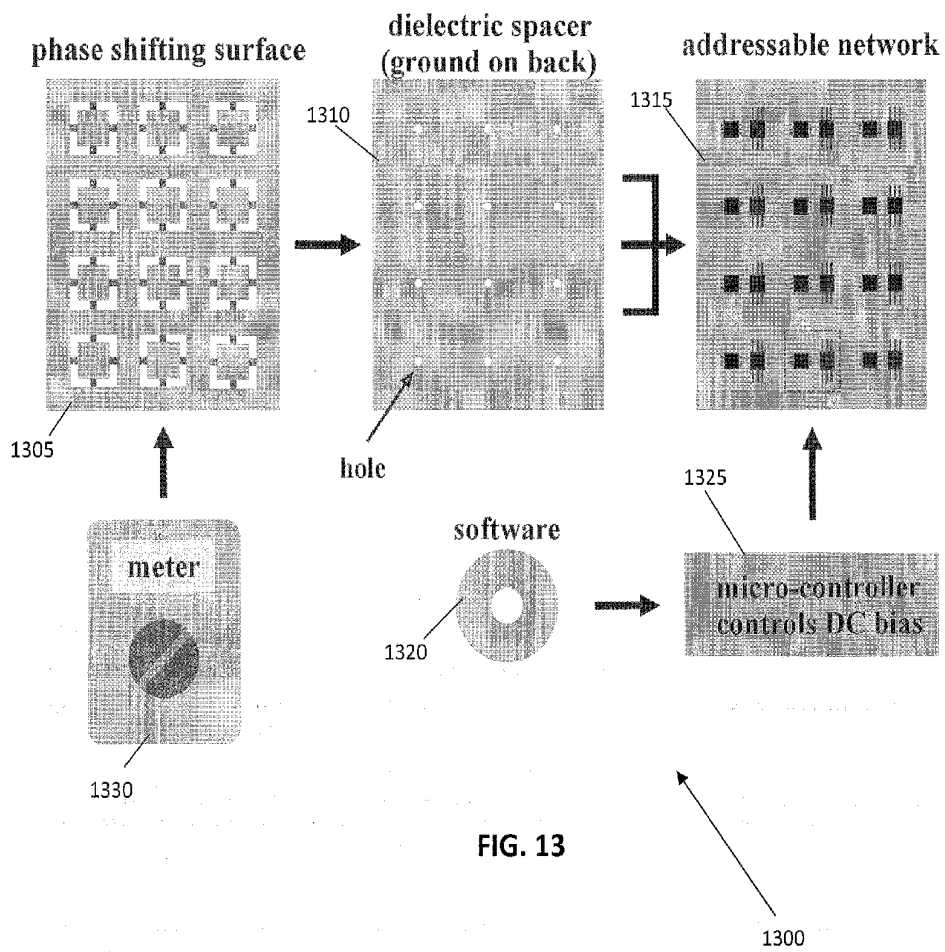 phase shifting surface
dielectric spacer
(ground on back)
addressable network
1310
1315
1305
hole
1325
meter
software
1320
micro-controller
controls DC bias
1330
FIG. 13
1300